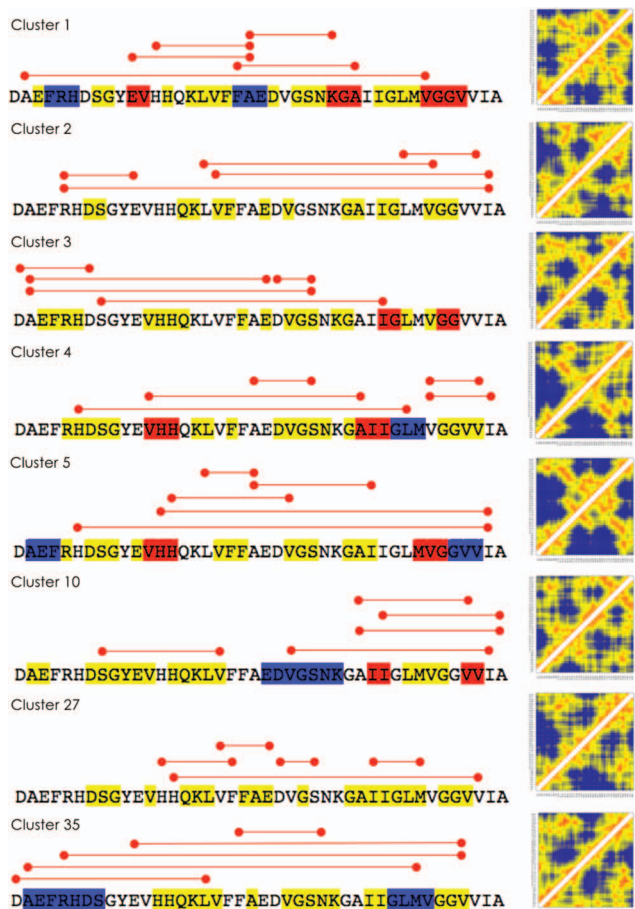 Cluster 1
DAEFRHDSGYEVHHQKLVFFAEDVGSNKGAIIGLMVGGVVIA
Cluster 2
DAEFRHDSGYEVHHQKLVFFAEDVGSNKGAIIGLMVGGVVIA
Cluster 3
DAEFRHDSGYEVHHQKLVFFAEDVGSNKGAIIGLMVGGVVIA
Cluster 4
DAEFRHDSGYEVHHQKLVFFAEDVGSNKGAIIGLMVGGVVIA
Cluster 5
DAEFRHDSGYEVHHQKLVFFAEDVGSNKGAIIGLMVGGVVIA
Cluster 10
DAEFRHDSGYEVHHQKLVFFAEDVGSNKGAIIGLMVGGVVIA
Cluster 27
DAEFRHDSGYEVHHQKLVFFAEDVGSNKGAIIGLMVGGVVIA
Cluster 35
DAEFRHDSGYEVHHQKLVFFAEDVGSNKGAIIGLMVGGVVIA